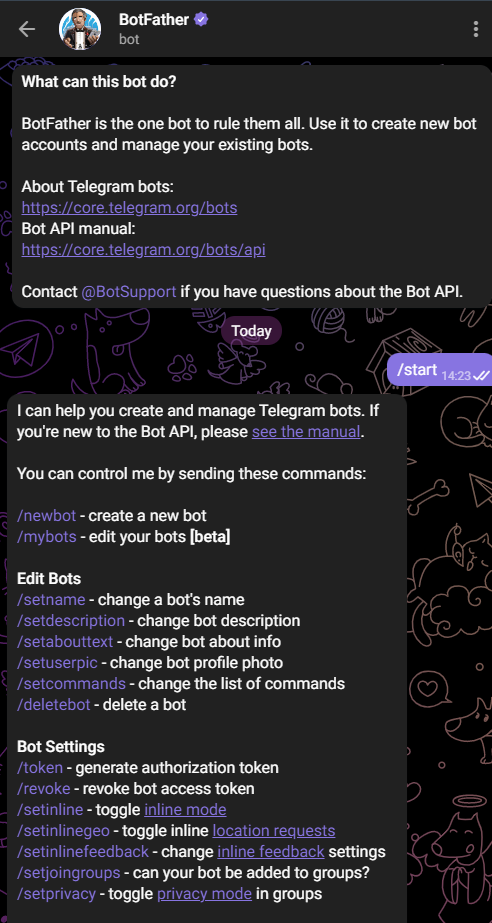 BotFather
bot
What can this bot do?
BotFather is the one bot to rule them all. Use it to create new bot
accounts and manage your existing bots.
About Telegram bots:
https://core.telegram.org/bots
Bot API manual:
https://core.telegram.org/bots/api
Contact @BotSupport if you have questions about the Bot API.
Today
/start 14:23
I can help you create and manage Telegram bots. If
you're new to the Bot API, please see the manual.
You can control me by sending these commands:
/newbot - create a new bot
/mybots - edit your bots [beta]
Edit Bots
/setname - change a bot's name
/setdescription - change bot description
/setabouttext - change bot about info
/setuserpic - change bot profile photo
/setcommands - change the list of commands
/deletebot - delete a bot
Bot Settings
/token - generate authorization token
/revoke - revoke bot access token
/setinline - toggle inline mode
/setinlinegeo - toggle inline location requests
/setinlinefeedback - change inline feedback settings
/setjoingroups - can your bot be added to groups?
/setprivacy - toggle privacy mode in groups